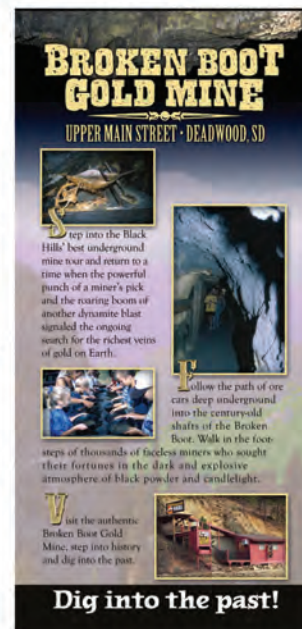 BROKEN BOOT
GOLD MINE
UPPER MAIN STREET • DEADWOOD, SD
Step into the Black
Hills' best underground
mine tour and return to a
time when the powerful
punch of a miner's pick
and the roaring boom of
another dynamite blast
signaled the ongoing
search for the richest veins
of gold on Earth.
Follow the path of ore
cars deep underground
into the century-old
shafts of the Broken
Boot. Walk in the foot-
steps of thousands of faceless miners who sought
their fortunes in the dark and explosive
atmosphere of black powder and candlelight.
Visit the authentic
Broken Boot Gold
Mine, step into history
and dig into the past.
Dig into the past!